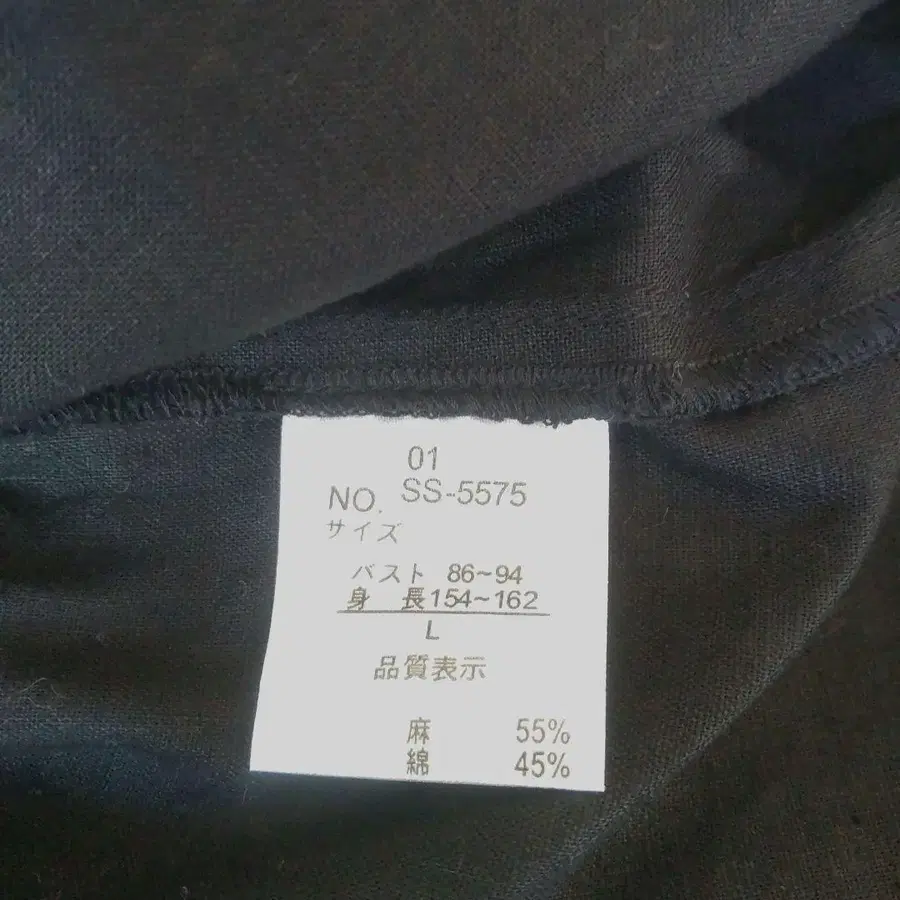 01
NO. SS-5575
サイズ
バスト 86~94
身 長154~162
L
品質表示
麻 55%
綿 45%